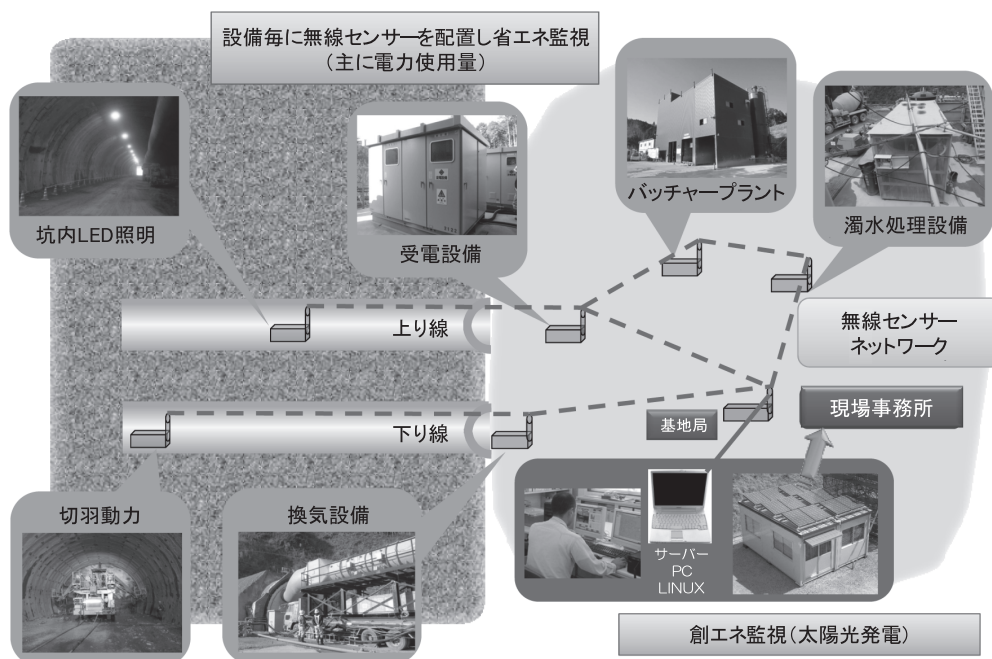 設備毎に無線センサーを配置し省エネ監視
（主に電力使用量）
坑内LED照明
受電設備
バッチャープラント
濁水処理設備
上り線
無線センサー
ネットワーク
下り線
基地局
現場事務所
切羽動力
換気設備
サーバー
PC
LINUX
創エネ監視（太陽光発電）